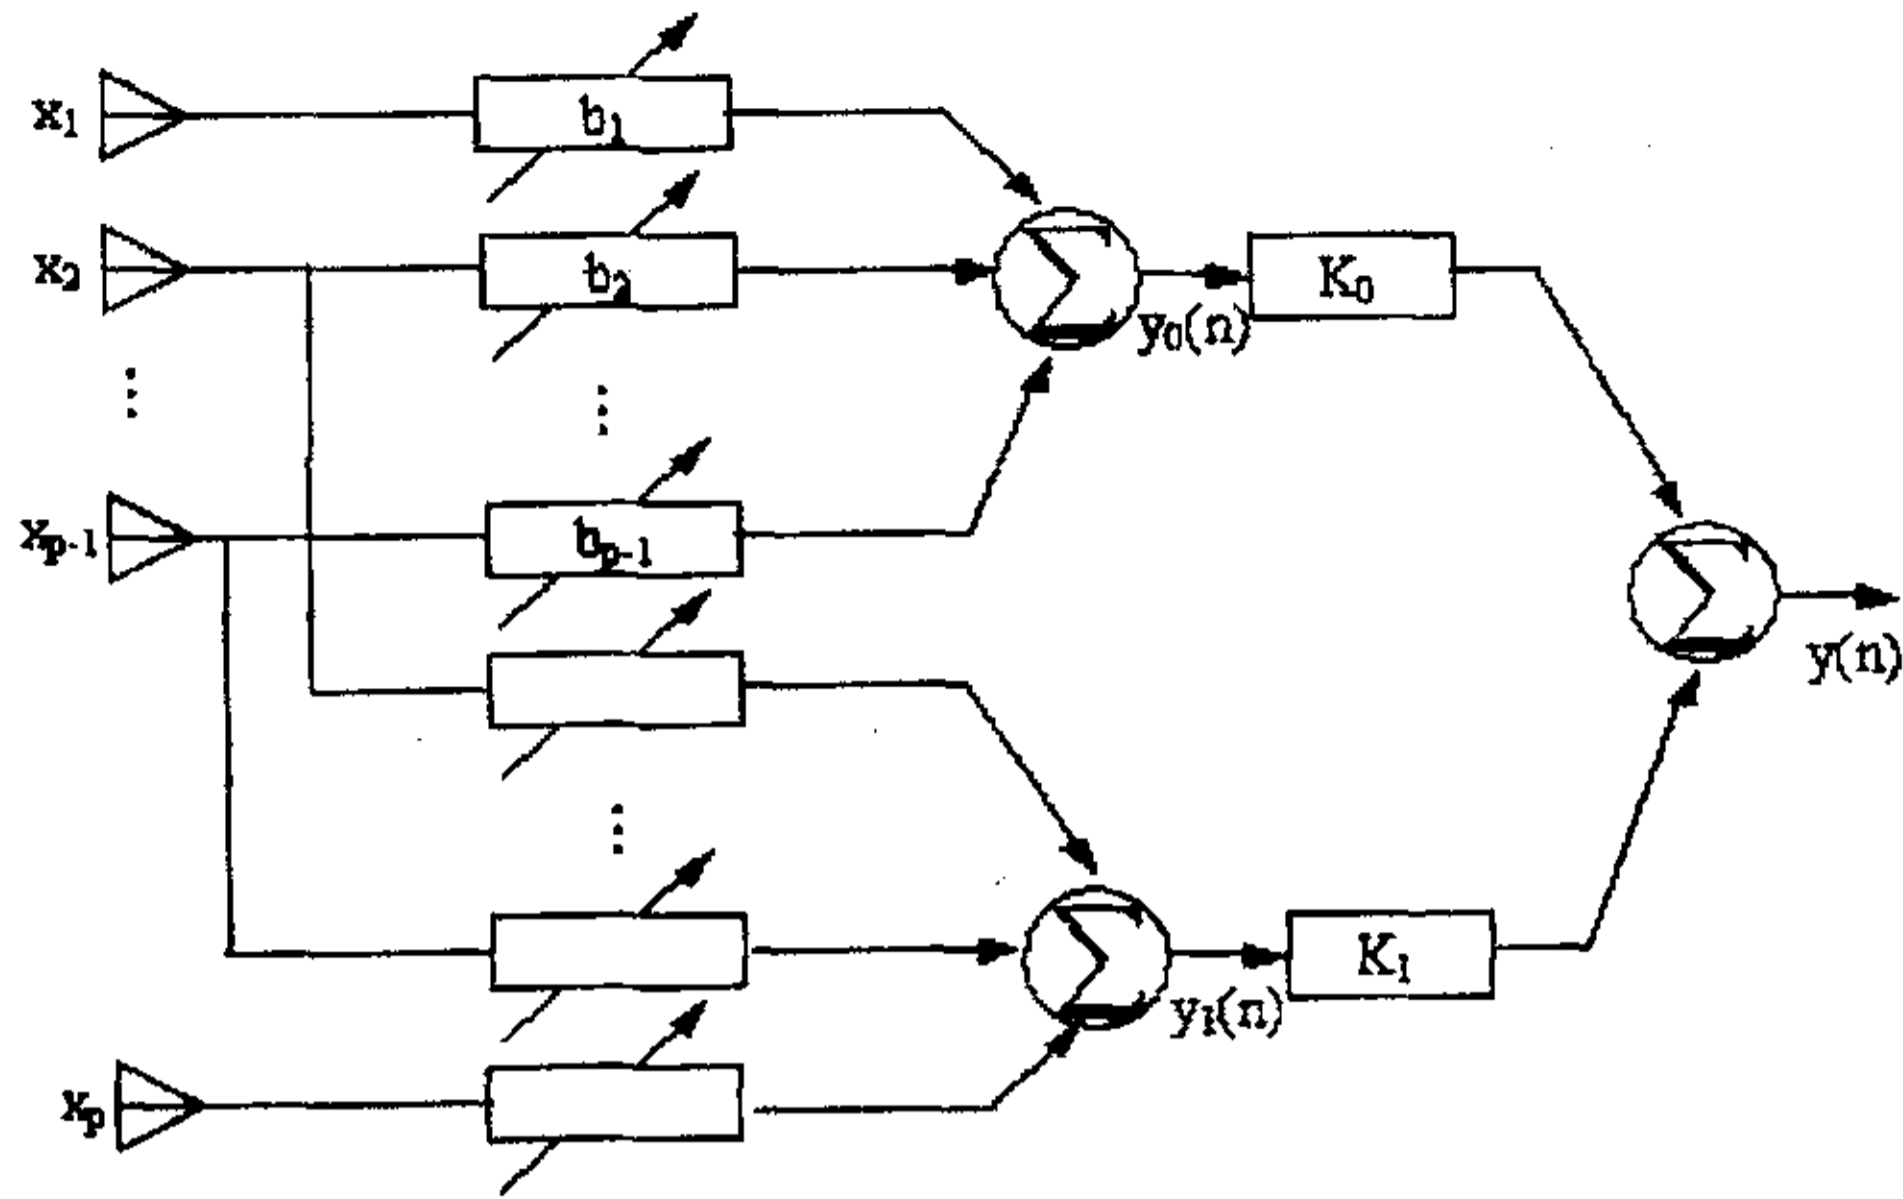 x₁
b₁
x₂
b₂
K₀
y₀(n)
⋮
⋮
xₚ₋₁
bₚ₋₁
y(n)
⋮
K₁
y₁(n)
xₚ